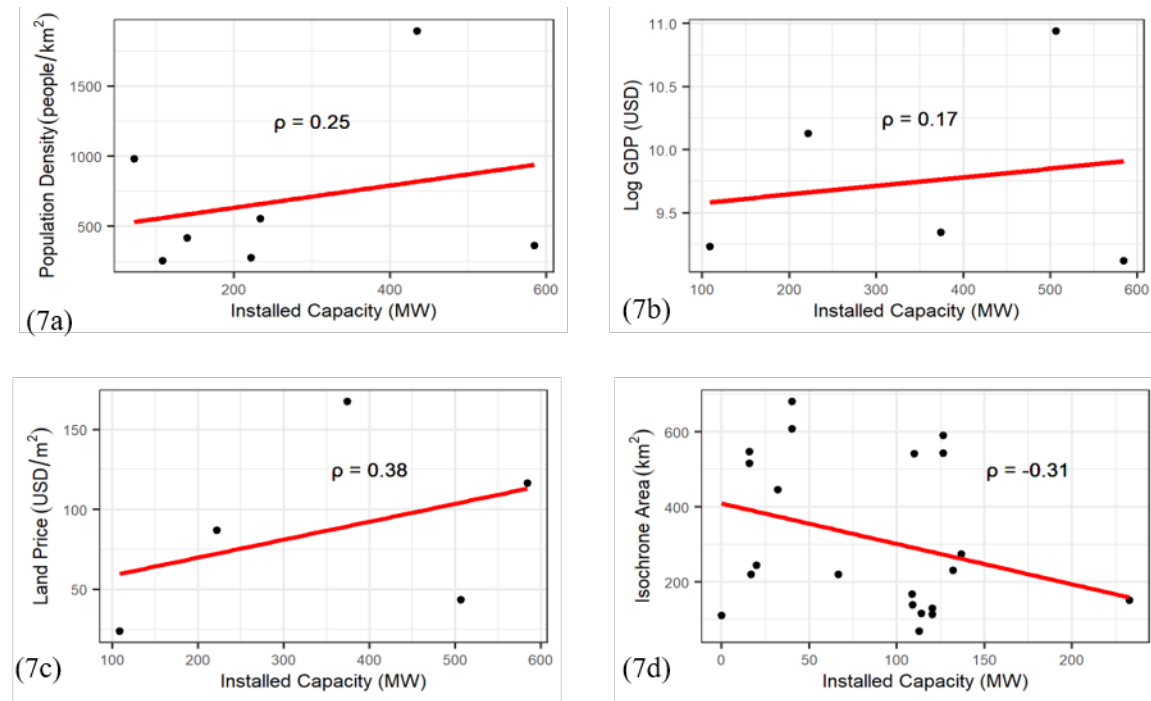 Population Density(people/km²)
1500
1000
500
ρ = 0.25
200
400
600
Installed Capacity (MW)
(7a)
Log GDP (USD)
11.0
10.5
10.0
9.5
ρ = 0.17
100
200
300
400
500
600
Installed Capacity (MW)
(7b)
Land Price (USD/m²)
150
100
50
ρ = 0.38
100
200
300
400
500
600
Installed Capacity (MW)
(7c)
Isochrone Area(km²)
600
400
200
ρ = -0.31
0
50
100
150
200
Installed Capacity (MW)
(7d)